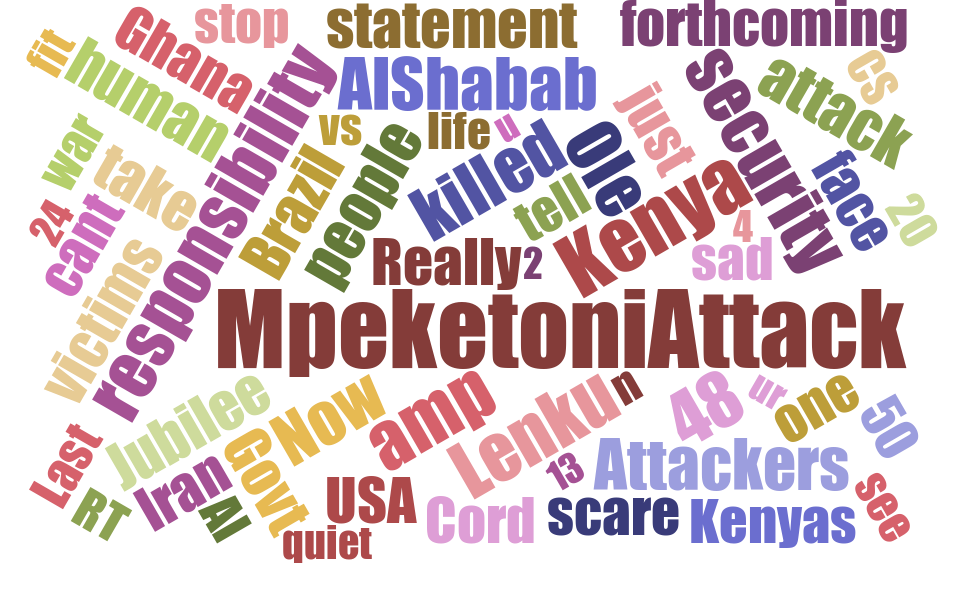 stop
statement
forthcoming
fit
Ghana
human
AlShabab
security
attack
cs
responsibility
vs
life
u
just
war
take
Brazil
people
killed
Ole
tell
Kenya
face
20
24
cant
Really
2
4
sad
victims
MpeketoniAttack
Jubilee
Now
amp
Lenku
n
48
ur
one
50
Last
Govt
Iran
RT
Al
USA
13
Attackers
Cord
scare
Kenyas
see
quiet